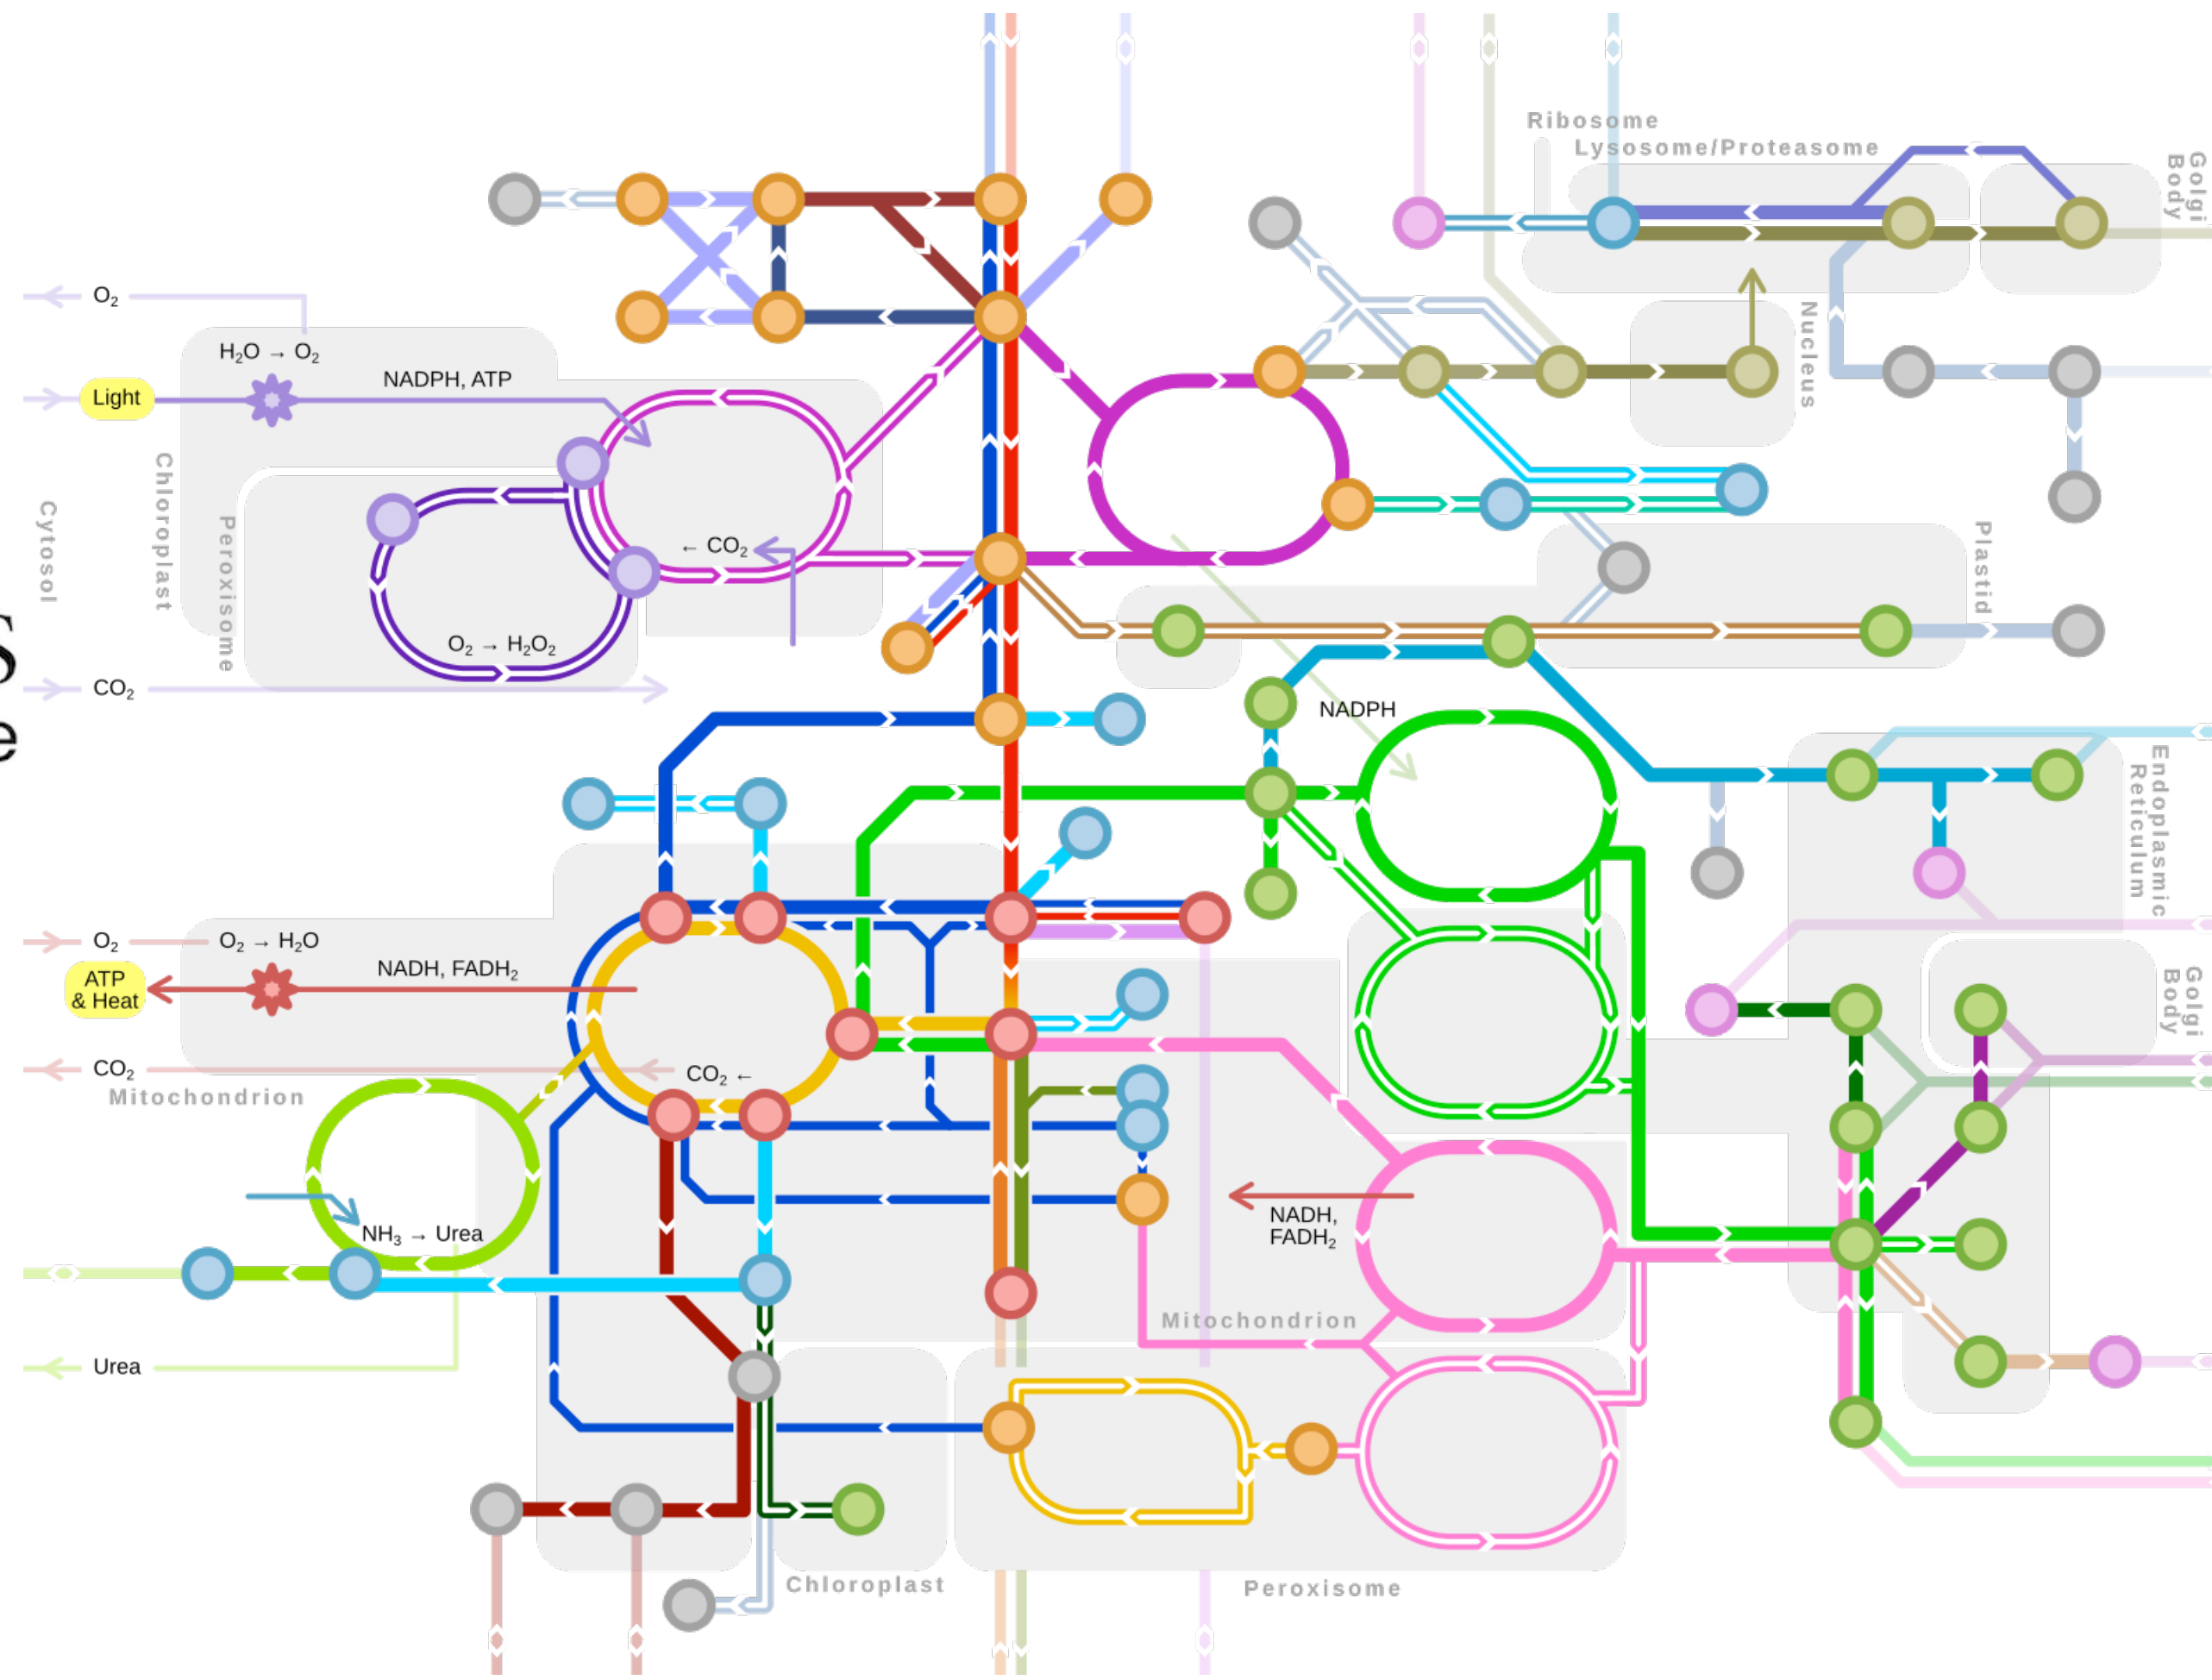 Ribosome
Lysosome/Proteasome
Golgi
Body
O₂
H₂O → O₂
Light
NADPH, ATP
Nucleus
Chloroplast
Cytosol
Peroxisome
← CO₂
Plastid
O₂ → H₂O₂
CO₂
s
e
NADPH
Endoplasmic
Reticulum
O₂
O₂ → H₂O
ATP
& Heat
NADH, FADH₂
Golgi
Body
CO₂
CO₂ ←
Mitochondrion
NADH,
FADH₂
NH₃ → Urea
Mitochondrion
Urea
Chloroplast
Peroxisome